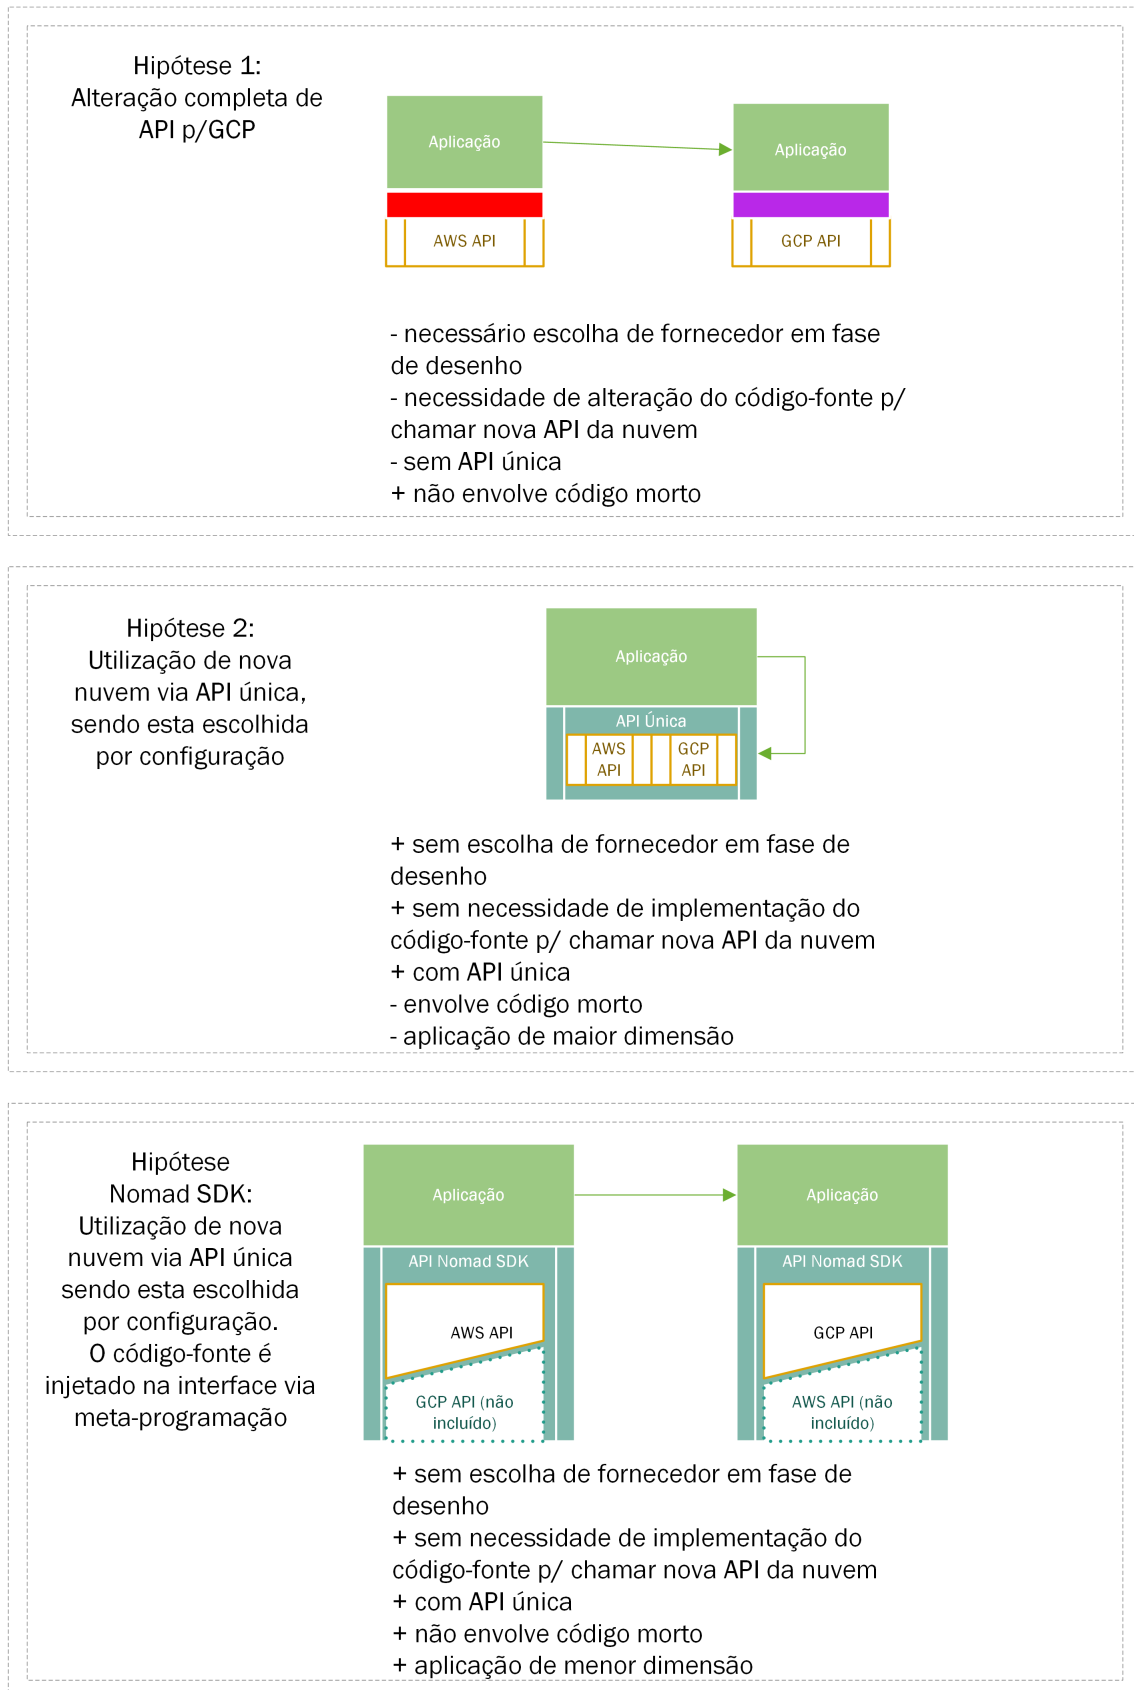 Hipótese 1:
Alteração completa de
API p/GCP
Aplicação
Aplicação
AWS API
GCP API
- necessário escolha de fornecedor em fase
de desenho
- necessidade de alteração do código-fonte p/
chamar nova API da nuvem
- sem API única
+ não envolve código morto
Hipótese 2:
Utilização de nova
nuvem via API única,
sendo esta escolhida
por configuração
Aplicação
API Única
AWS
API
GCP
API
+ sem escolha de fornecedor em fase de
desenho
+ sem necessidade de implementação do
código-fonte p/ chamar nova API da nuvem
+ com API única
- envolve código morto
- aplicação de maior dimensão
Hipótese
Nomad SDK:
Utilização de nova
nuvem via API única
sendo esta escolhida
por configuração.
O código-fonte é
injetado na interface via
meta-programação
Aplicação
API Nomad SDK
AWS API
GCP API (não
incluído)
Aplicação
API Nomad SDK
GCP API
AWS API (não
incluído)
+ sem escolha de fornecedor em fase de
desenho
+ sem necessidade de implementação do
código-fonte p/ chamar nova API da nuvem
+ com API única
+ não envolve código morto
+ aplicação de menor dimensão